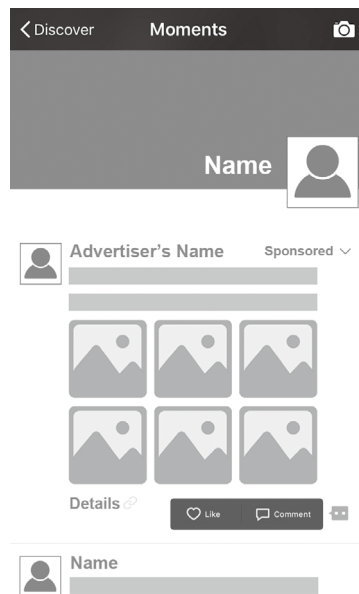 Discover Moments
Name
Advertiser's Name Sponsored
Details
Like Comment
Name